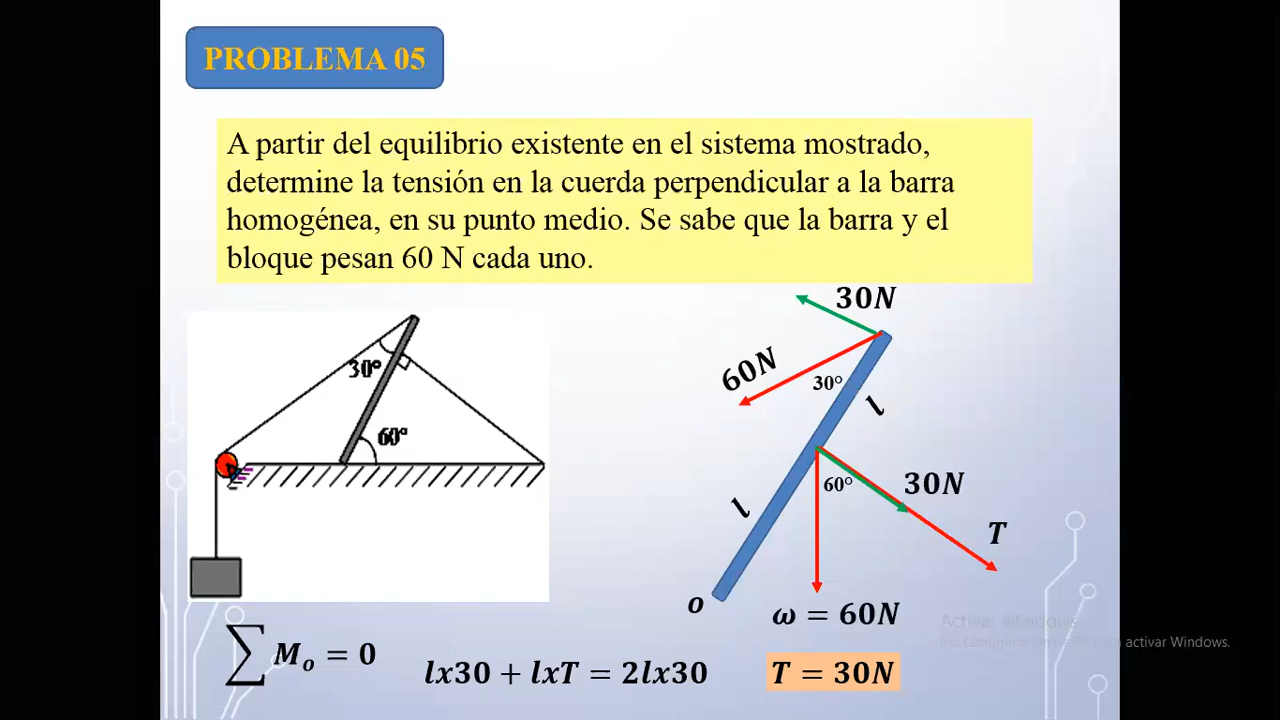 PROBLEMA 05
A partir del equilibrio existente en el sistema mostrado,
determine la tensión en la cuerda perpendicular a la barra
homogénea, en su punto medio. Se sabe que la barra y el
bloque pesan 60 N cada uno.
30°
60°
30N
60N
30°
l
l
60°
30N
T
o
ω = 60N
Activar Windows
activar Windows.
∑ Mₒ = 0
lx30 + lxT = 2lx30
T = 30N